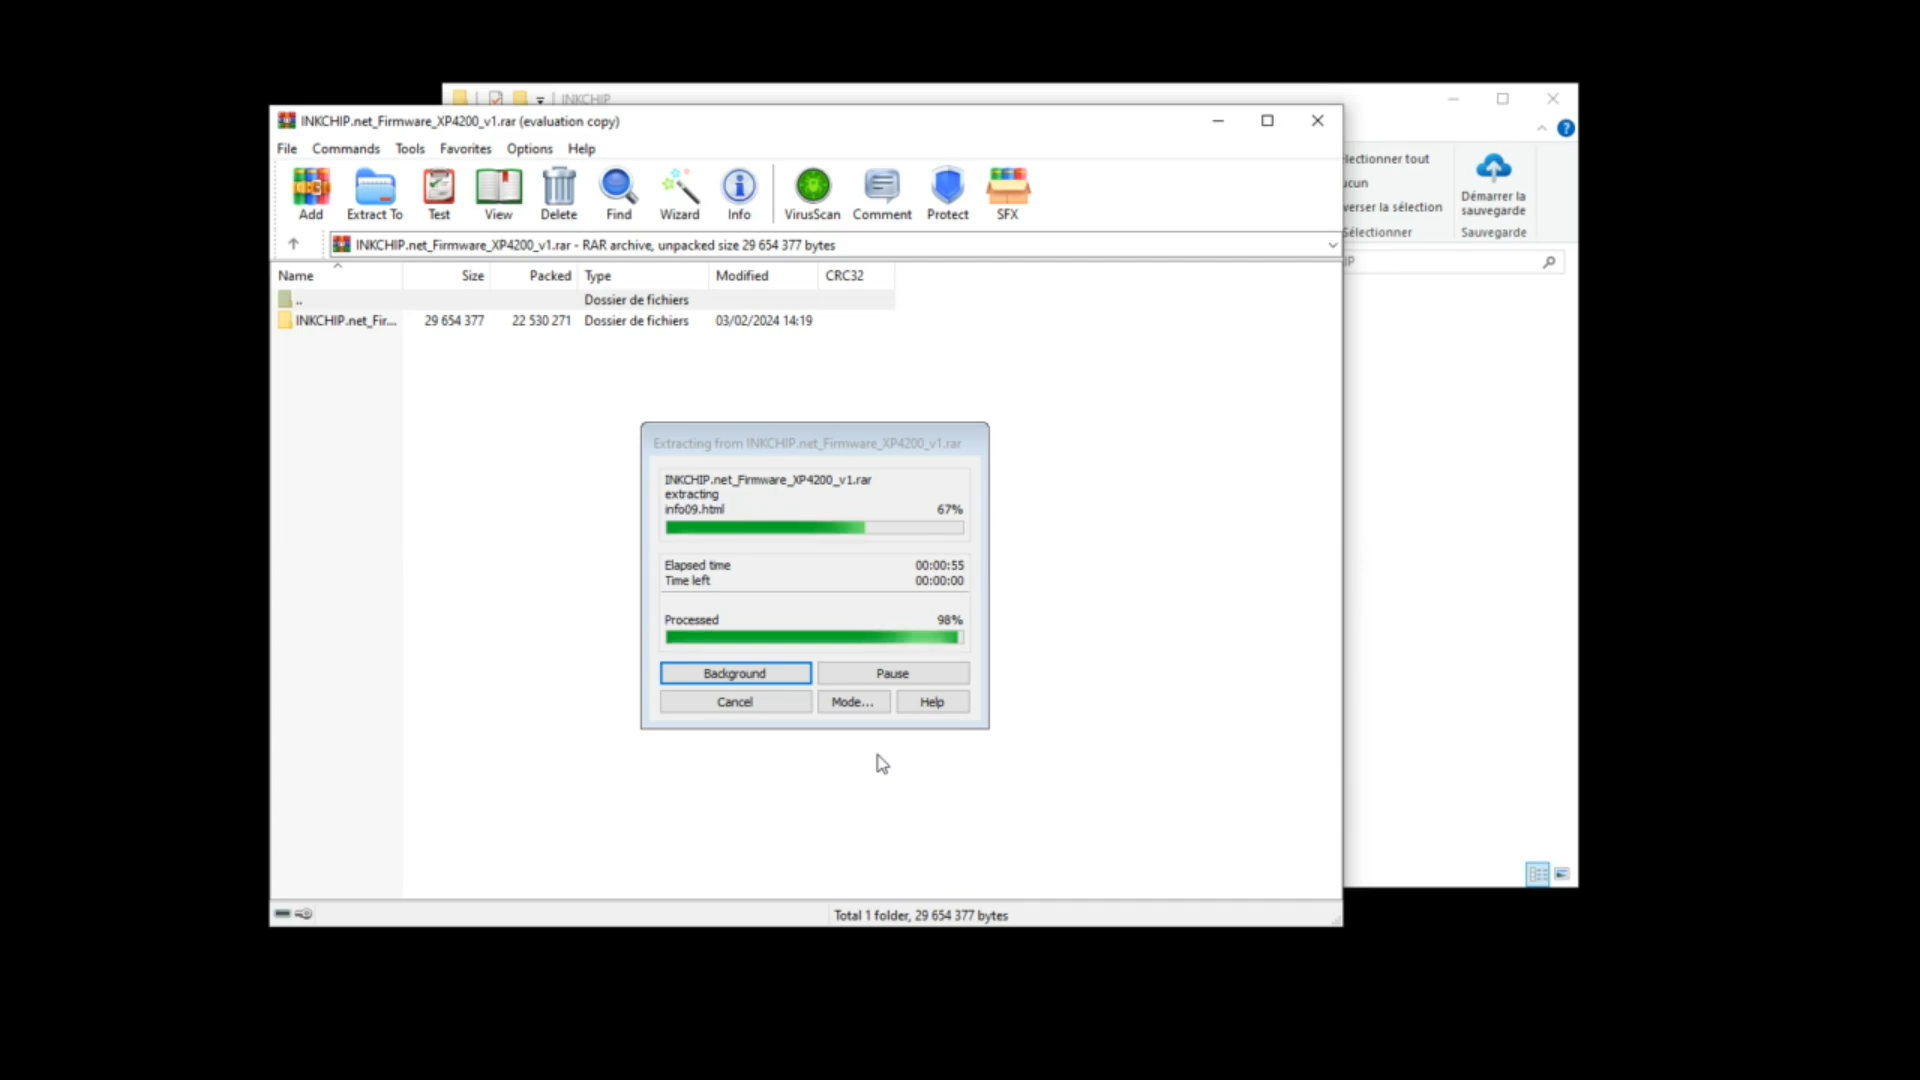 INKCHIP
INKCHIP.net_Firmware_XP4200_v1.rar (evaluation copy)
File Commands Tools Favorites Options Help
Add Extract To Test View Delete Find Wizard Info VirusScan Comment Protect SFX
INKCHIP.net_Firmware_XP4200_v1.rar - RAR archive, unpacked size 29 654 377 bytes
Name Size Packed Type Modified CRC32
.. Dossier de fichiers
INKCHIP.net_Fir... 29 654 377 22 530 271 Dossier de fichiers 03/02/2024 14:19
Extracting from INKCHIP.net_Firmware_XP4200_v1.rar
INKCHIP.net_Firmware_XP4200_v1.rar
extracting
info09.html 67%
Elapsed time 00:00:55
Time left 00:00:00
Processed 98%
Background Pause
Cancel Mode... Help
Total 1 folder, 29 654 377 bytes
lectionner tout
ucun
verser la sélection
Sélectionner
Démarrer la
sauvegarde
Sauvegarde
IP